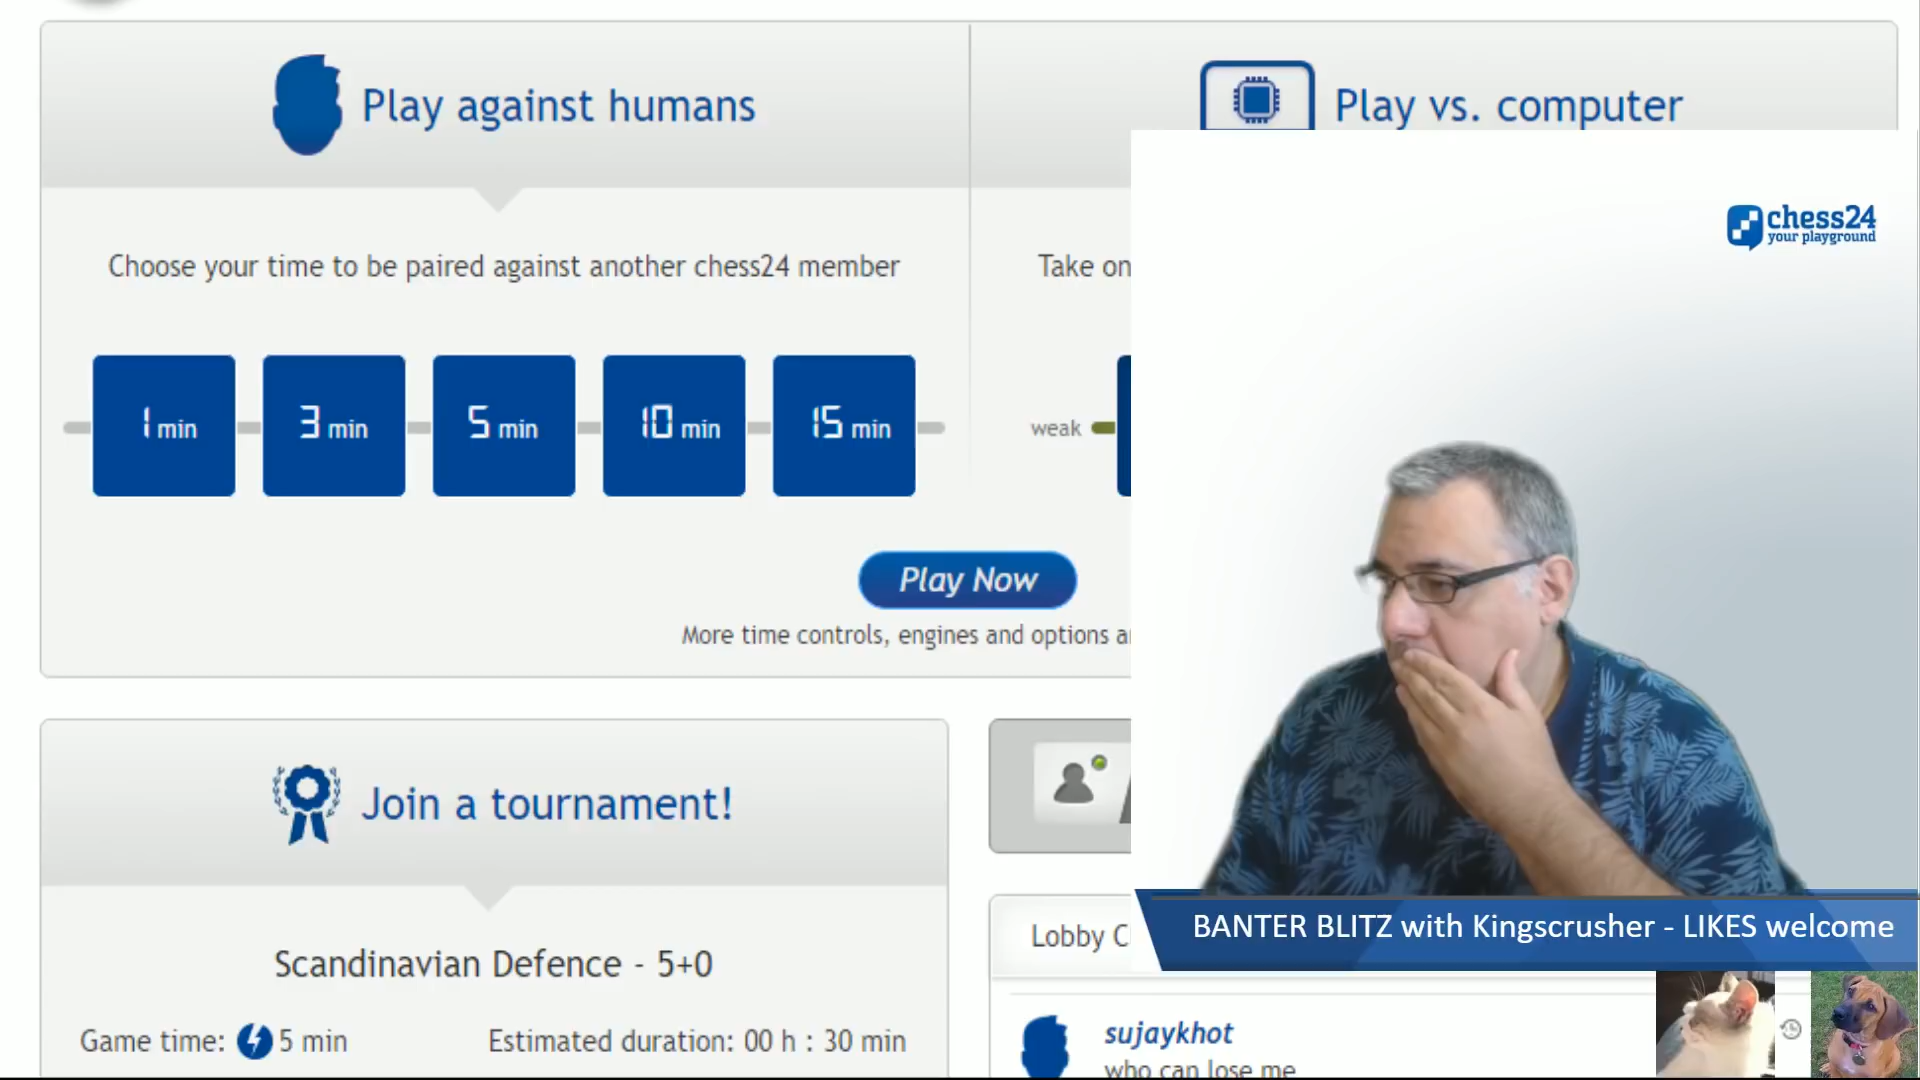 Play against humans
Play vs. computer
chess24
your playground
Choose your time to be paired against another chess24 member
Take on
1 min
3 min
5 min
10 min
15 min
weak
Play Now
More time controls, engines and options
Join a tournament!
Scandinavian Defence - 5+0
Game time: 5 min
Estimated duration: 00 h : 30 min
Lobby
BANTER BLITZ with Kingscrusher - LIKES welcome
sujaykhot
who can lose me